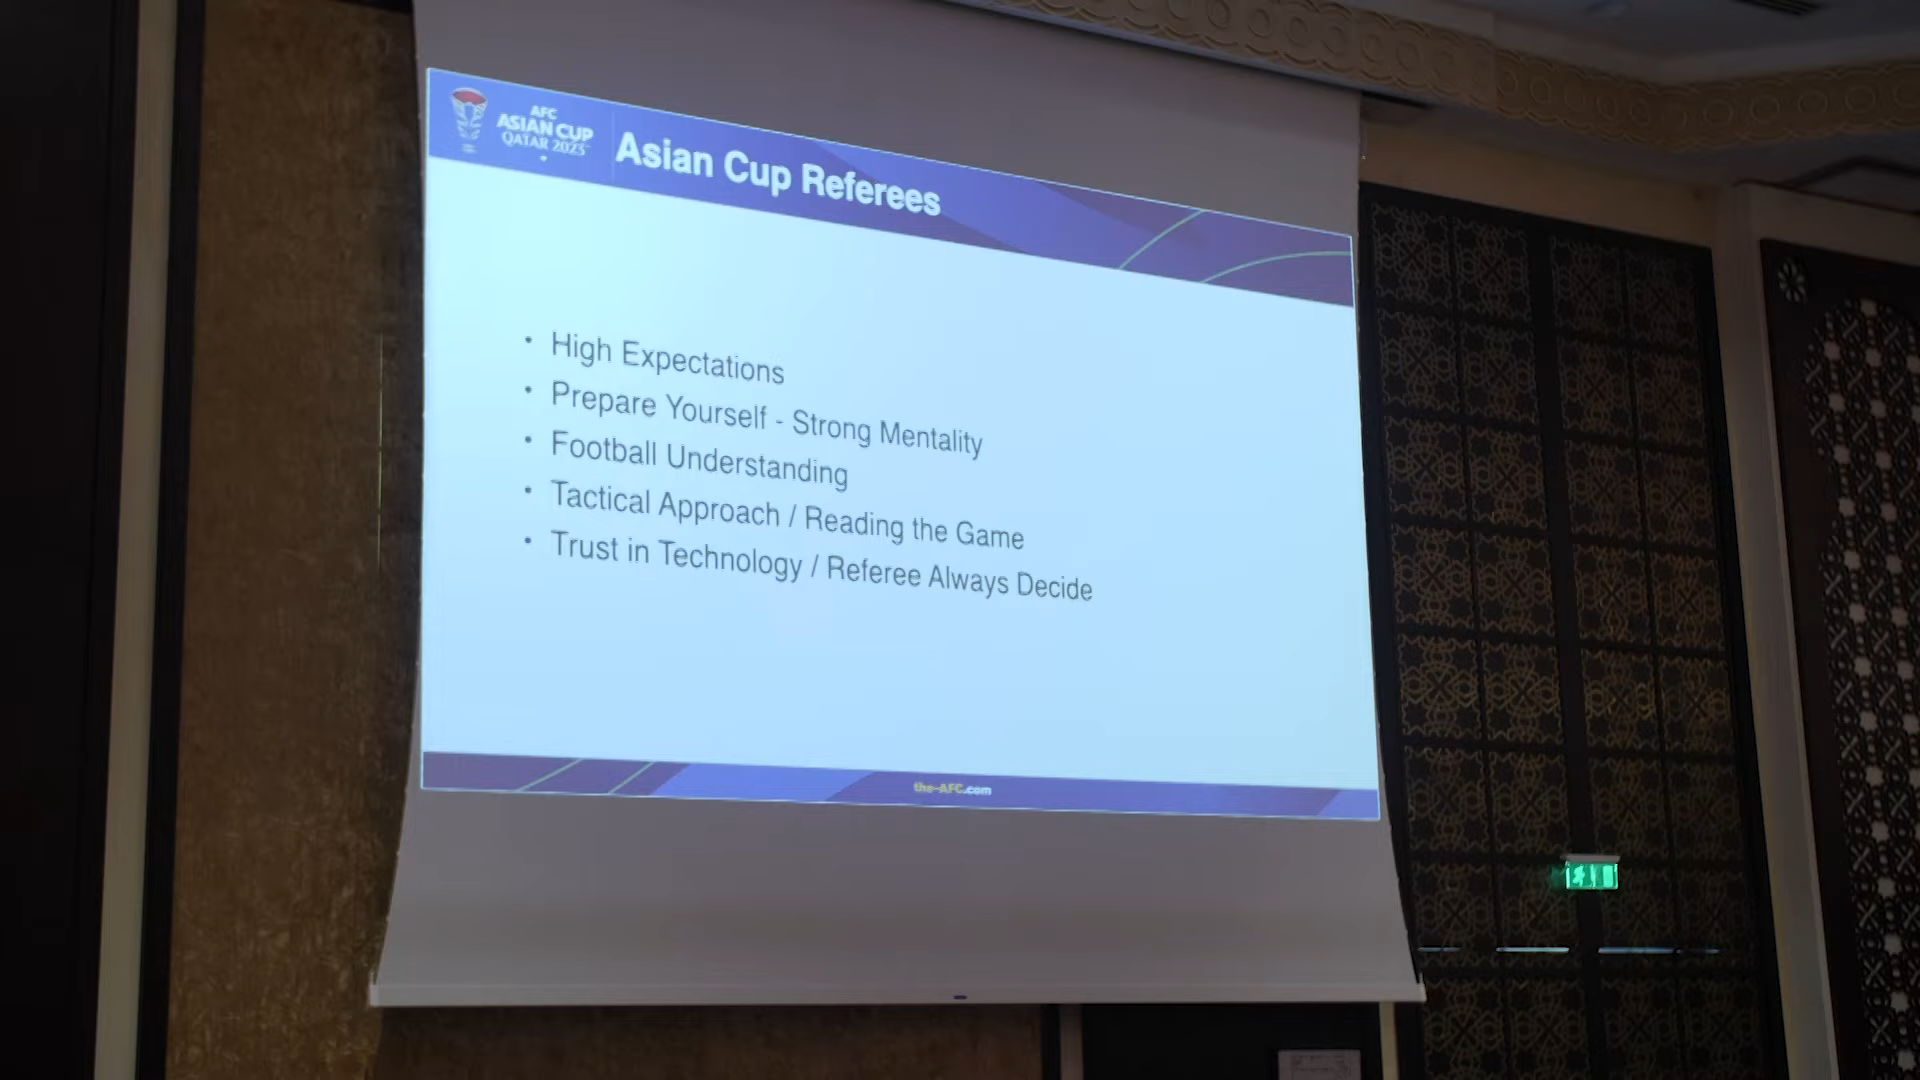 AFC
ASIAN CUP
QATAR 2023
Asian Cup Referees
• High Expectations
• Prepare Yourself - Strong Mentality
• Football Understanding
• Tactical Approach / Reading the Game
• Trust in Technology / Referee Always Decide
the-AFC.com